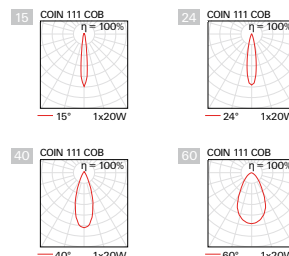 15 COIN 111 COB
η = 100%
15° 1x20W
24 COIN 111 COB
η = 100%
24° 1x20W
40 COIN 111 COB
η = 100%
40° 1x20W
60 COIN 111 COB
η = 100%
60° 1x20W